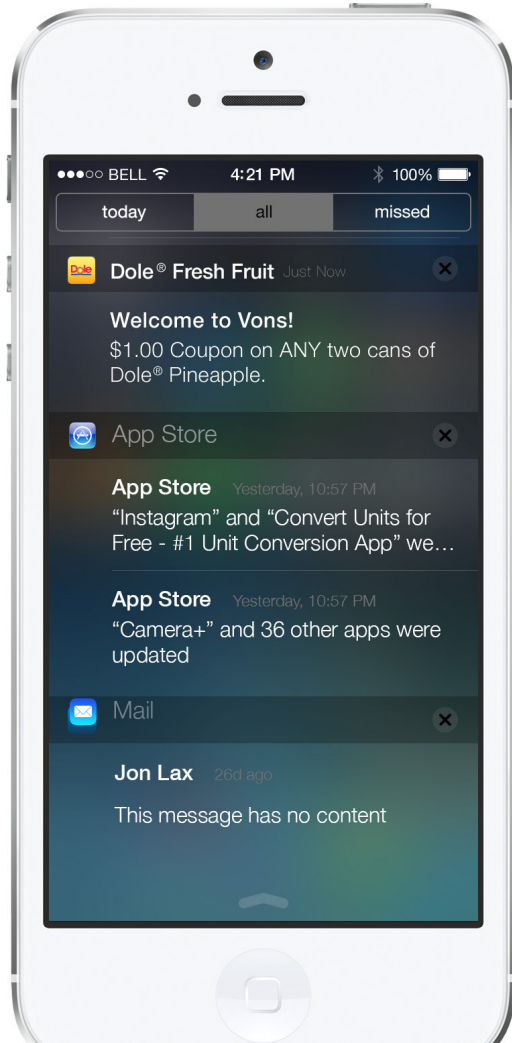 ●●●○○ BELL 4:21 PM 100%
today all missed
Dole
Dole® Fresh Fruit Just Now
Welcome to Vons!
$1.00 Coupon on ANY two cans of
Dole® Pineapple.
App Store
App Store Yesterday, 10:57 PM
“Instagram” and “Convert Units for
Free - #1 Unit Conversion App” we…
App Store Yesterday, 10:57 PM
“Camera+” and 36 other apps were
updated
Mail
Jon Lax 26d ago
This message has no content